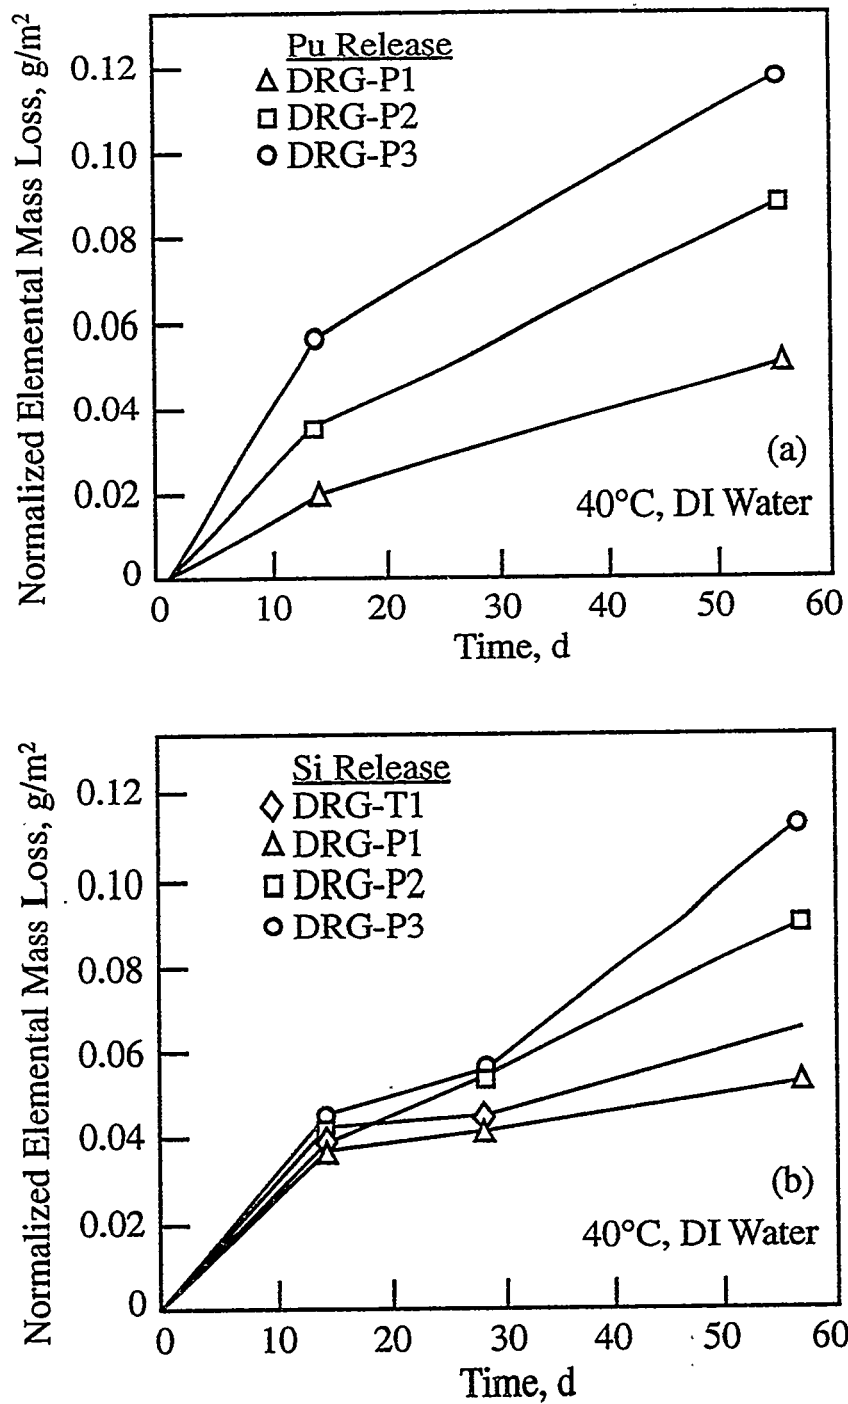 Normalized Elemental Mass Loss, g/m²
Pu Release
DRG-P1
DRG-P2
DRG-P3
0.12
0.10
0.08
0.06
0.04
0.02
0
(a)
40°C, DI Water
0 10 20 30 40 50 60
Time, d
Normalized Elemental Mass Loss, g/m²
Si Release
DRG-T1
DRG-P1
DRG-P2
DRG-P3
0.12
0.10
0.08
0.06
0.04
0.02
0
(b)
40°C, DI Water
0 10 20 30 40 50 60
Time, d